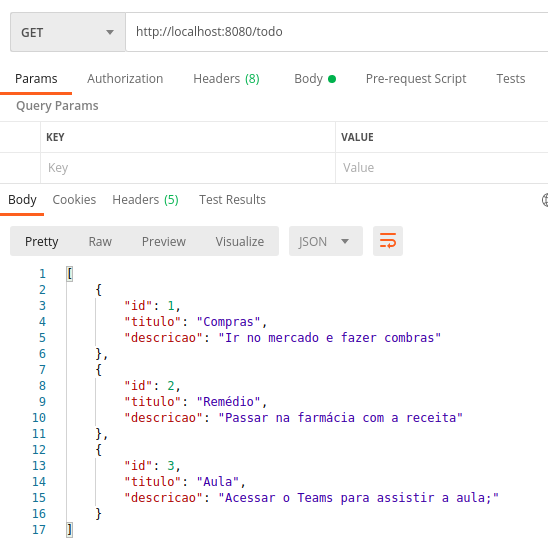 GET http://localhost:8080/todo
Params Authorization Headers (8) Body Pre-request Script Tests
Query Params
KEY VALUE
Key Value
Body Cookies Headers (5) Test Results
Pretty Raw Preview Visualize JSON
1 [
2 {
3 "id": 1,
4 "titulo": "Compras",
5 "descricao": "Ir no mercado e fazer combras"
6 },
7 {
8 "id": 2,
9 "titulo": "Remédio",
10 "descricao": "Passar na farmácia com a receita"
11 },
12 {
13 "id": 3,
14 "titulo": "Aula",
15 "descricao": "Acessar o Teams para assistir a aula;"
16 }
17 ]